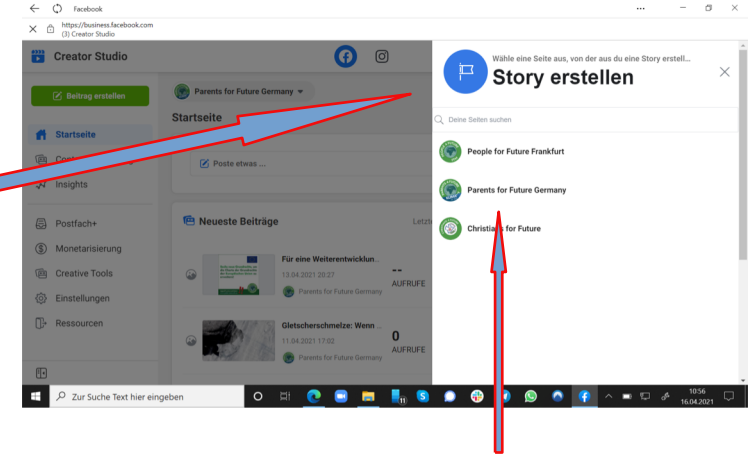 Facebook
https://business.facebook.com
(3) Creator Studio
Creator Studio
Wähle eine Seite aus, von der aus du eine Story erstell...
Story erstellen
Beitrag erstellen
Parents for Future Germany
Startseite
Deine Seiten suchen
Startseite
People for Future Frankfurt
Poste etwas ...
Insights
Parents for Future Germany
Postfach+
Neueste Beiträge
Letzte
Christians for Future
Monetarisierung
Für eine Weiterentwicklun...
Creative Tools
13.04.2021 20:27
--
AUFRUFE
Einstellungen
Parents for Future Germany
Ressourcen
Gletscherschmelze: Wenn ...
11.04.2021 17:02
0
AUFRUFE
Parents for Future Germany
Zur Suche Text hier eingeben
11
10:56
16.04.2021